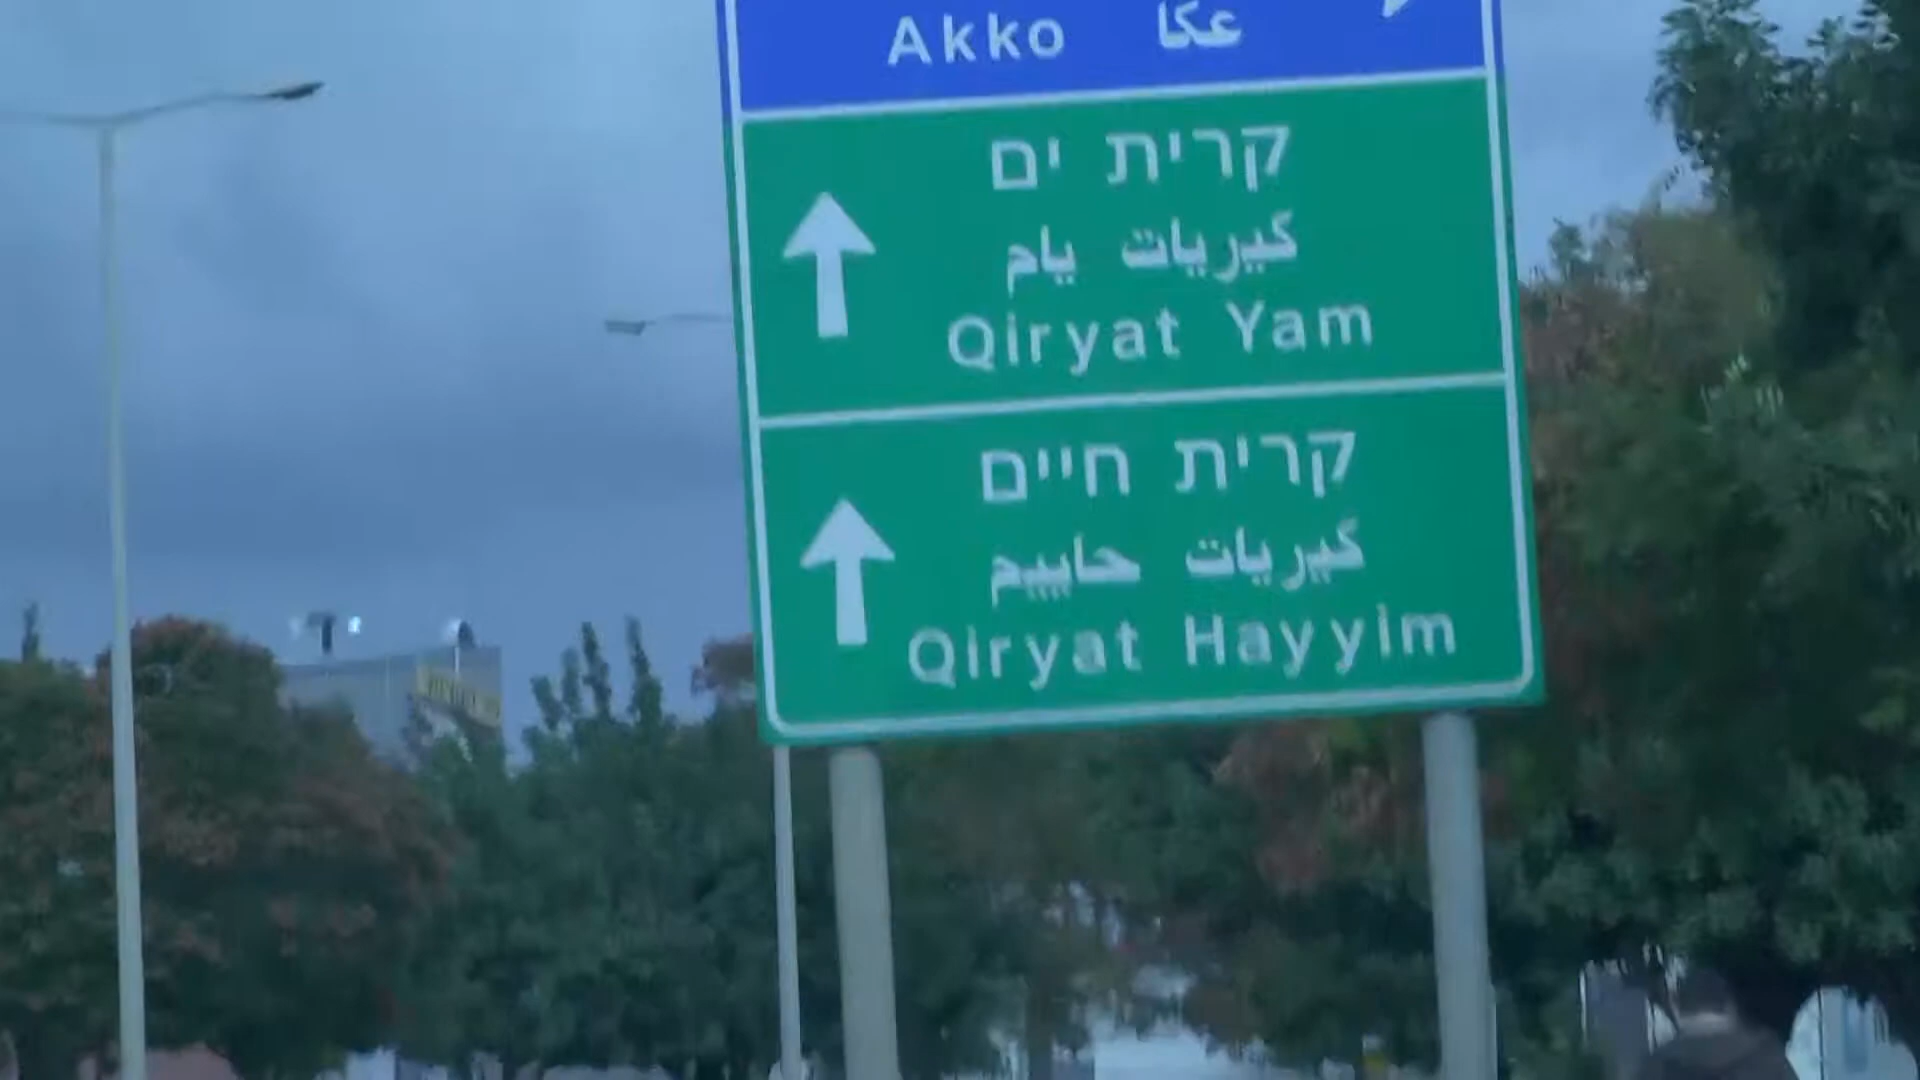 Akko عكا
קרית ים
كيريات يام
Qiryat Yam
קרית חיים
كيريات حاييم
Qiryat Hayyim